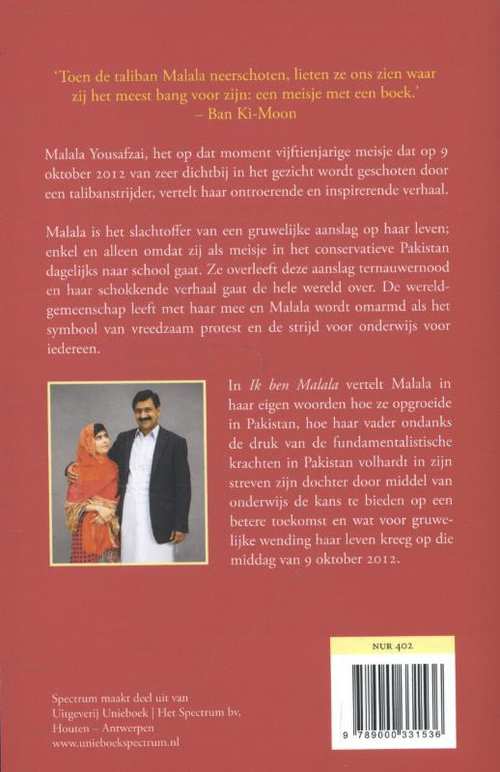 ‘Toen de taliban Malala neerschoten, lieten ze ons zien waar
zij het meest bang voor zijn: een meisje met een boek.’
– Ban Ki-Moon
Malala Yousafzai, het op dat moment vijftienjarige meisje dat op 9
oktober 2012 van zeer dichtbij in het gezicht wordt geschoten door
een talibanstrijder, vertelt haar ontroerende en inspirerende verhaal.
Malala is het slachtoffer van een gruwelijke aanslag op haar leven;
enkel en alleen omdat zij als meisje in het conservatieve Pakistan
dagelijks naar school gaat. Ze overleeft deze aanslag ternauwernood
en haar schokkende verhaal gaat de hele wereld over. De wereld-
gemeenschap leeft met haar mee en Malala wordt omarmd als het
symbool van vreedzaam protest en de strijd voor onderwijs voor
iedereen.
In Ik ben Malala vertelt Malala in
haar eigen woorden hoe ze opgroeide
in Pakistan, hoe haar vader ondanks
de druk van de fundamentalistische
krachten in Pakistan volhardt in zijn
streven zijn dochter door middel van
onderwijs de kans te bieden op een
betere toekomst en wat voor gruwe-
lijke wending haar leven kreeg op die
middag van 9 oktober 2012.
NUR 402
9 789000 331536
Spectrum maakt deel uit van
Uitgeverij Unieboek | Het Spectrum bv,
Houten – Antwerpen
www.unieboekspectrum.nl